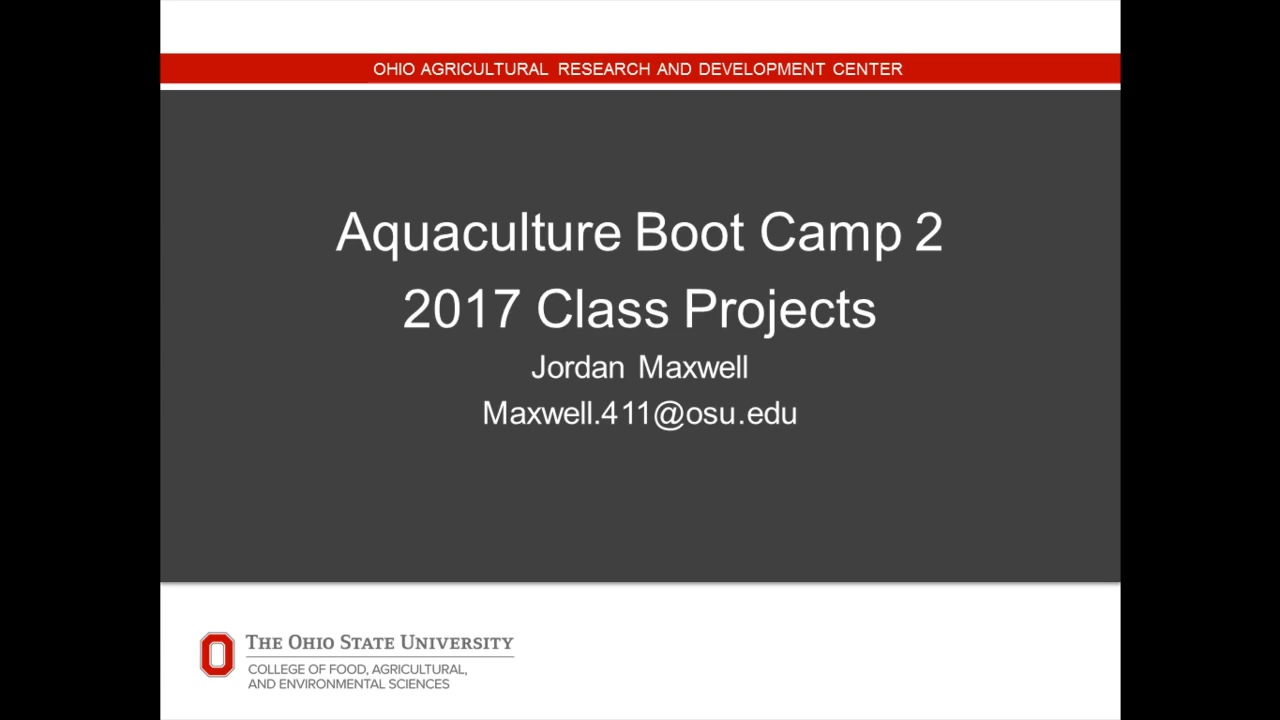 OHIO AGRICULTURAL RESEARCH AND DEVELOPMENT CENTER
Aquaculture Boot Camp 2
2017 Class Projects
Jordan Maxwell
Maxwell.411@osu.edu
THE OHIO STATE UNIVERSITY
COLLEGE OF FOOD, AGRICULTURAL,
AND ENVIRONMENTAL SCIENCES